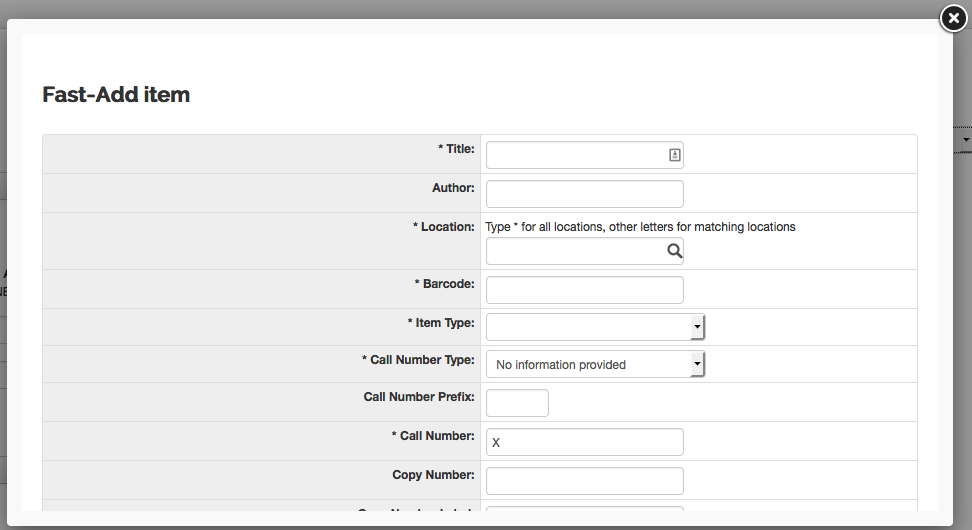 Fast-Add item
* Title:
Author:
* Location: Type * for all locations, other letters for matching locations
* Barcode:
* Item Type:
* Call Number Type: No information provided
Call Number Prefix:
* Call Number: X
Copy Number: